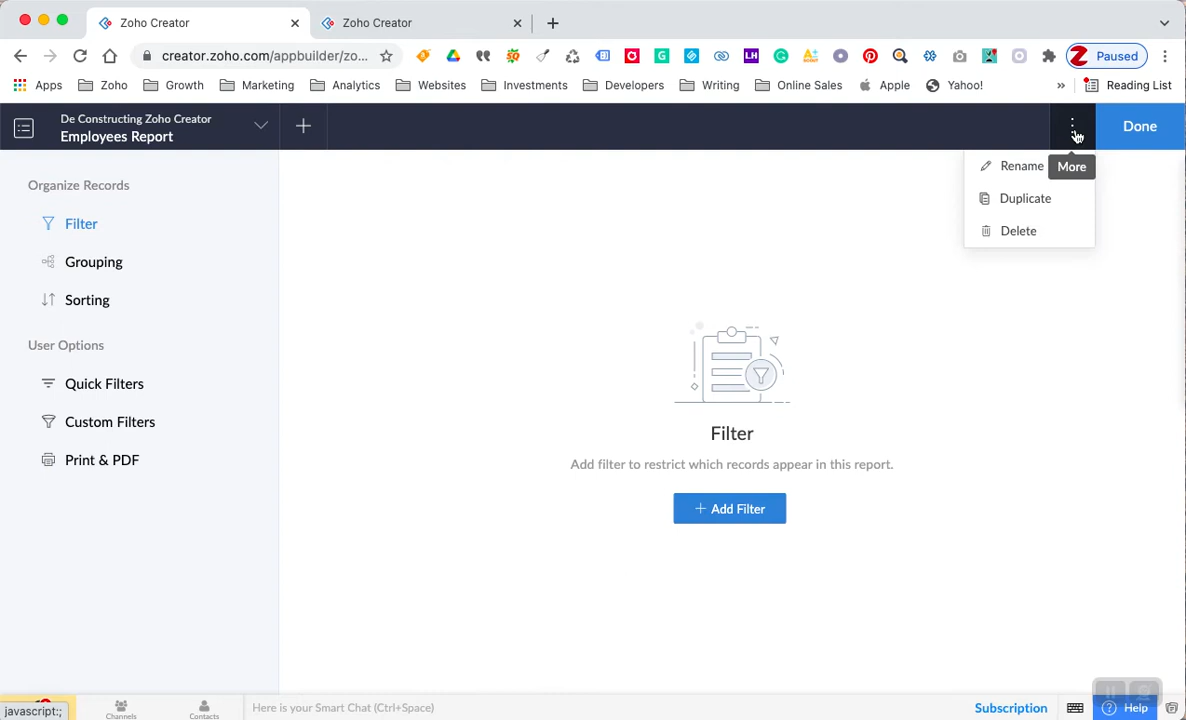 Zoho Creator
Zoho Creator
creator.zoho.com/appbuilder/zo...
Paused
Apps
Zoho
Growth
Marketing
Analytics
Websites
Investments
Developers
Writing
Online Sales
Apple
Yahoo!
»
Reading List
De Constructing Zoho Creator
Employees Report
Done
More
Rename
Duplicate
Delete
Organize Records
Filter
Grouping
Sorting
User Options
Quick Filters
Custom Filters
Print & PDF
Filter
Add filter to restrict which records appear in this report.
+ Add Filter
javascript:;
Channels
Contacts
Here is your Smart Chat (Ctrl+Space)
Subscription
Help